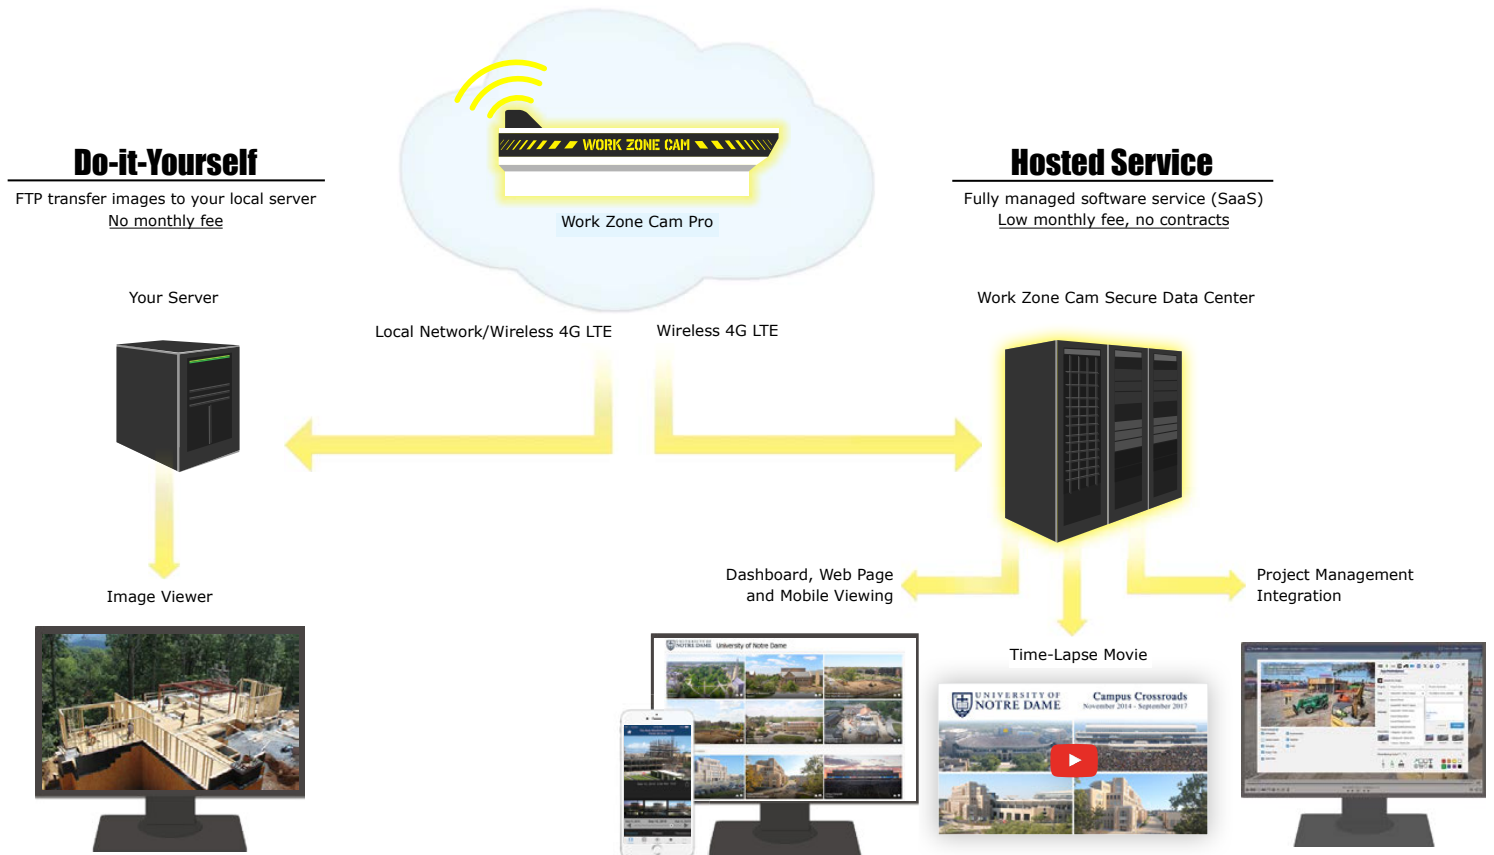 WORK ZONE CAM
Work Zone Cam Pro
Do-it-Yourself
FTP transfer images to your local server
No monthly fee
Hosted Service
Fully managed software service (SaaS)
Low monthly fee, no contracts
Your Server
Local Network/Wireless 4G LTE
Wireless 4G LTE
Work Zone Cam Secure Data Center
Image Viewer
Dashboard, Web Page
and Mobile Viewing
Project Management
Integration
Time-Lapse Movie
NOTRE DAME
University of Notre Dame
UNIVERSITY OF
NOTRE DAME
Campus Crossroads
November 2014 - September 2017